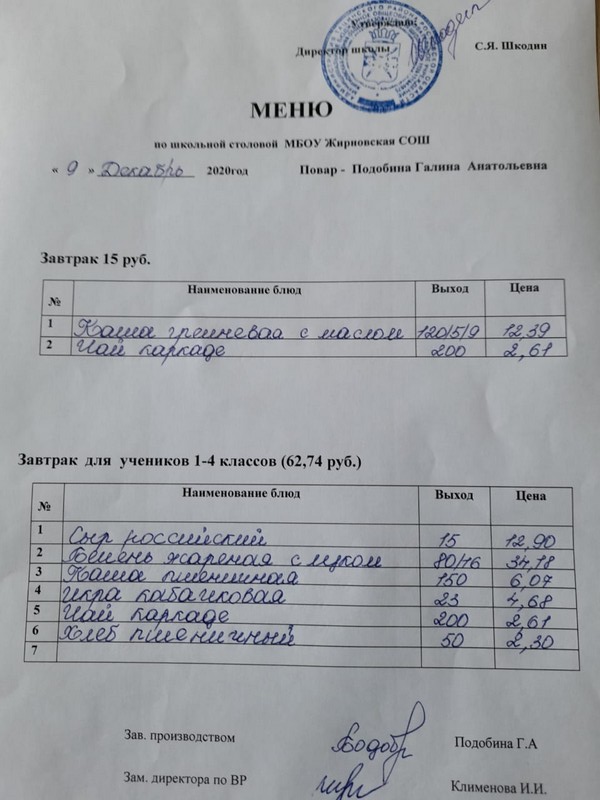 Утверждаю:
Директор школы С.Я. Шкодин
МЕНЮ
по школьной столовой МБОУ Жирновская СОШ
« 9 » Декабрь 2020год Повар - Подобина Галина Анатольевна
Завтрак 15 руб.
№ Наименование блюд Выход Цена
1 Каша гречневая с маслом 120/5/9 12,39
2 Чай каркаде 200 2,61
Завтрак для учеников 1-4 классов (62,74 руб.)
№ Наименование блюд Выход Цена
1 Сыр российский 15 12,90
2 Печень жареная с луком 80/46 34,18
3 Каша пшеничная 150 6,07
4 Икра кабачковая 23 4,68
5 Чай каркаде 200 2,61
6 Хлеб пшеничный 50 2,30
7
Зав. производством Подобина Г.А
Зам. директора по ВР Клименова И.И.